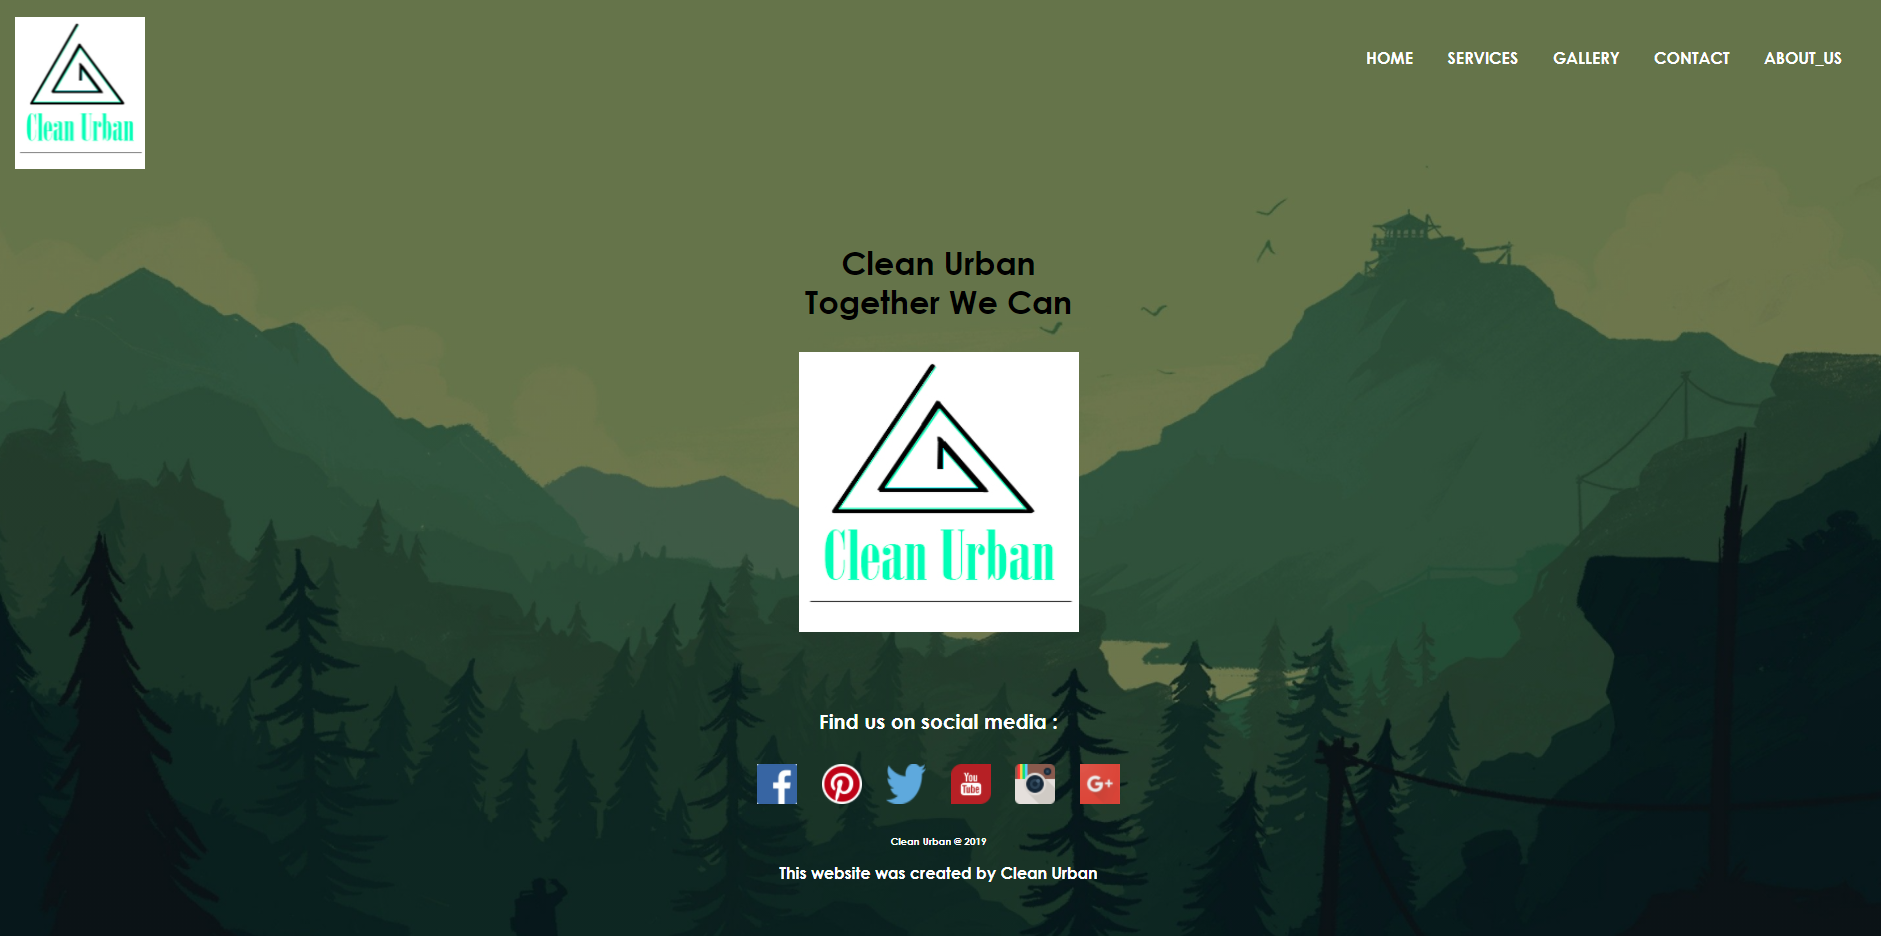 Clean Urban
HOME SERVICES GALLERY CONTACT ABOUT_US
Clean Urban
Together We Can
Clean Urban
Find us on social media :
f
You
Tube
G+
Clean Urban @ 2019
This website was created by Clean Urban